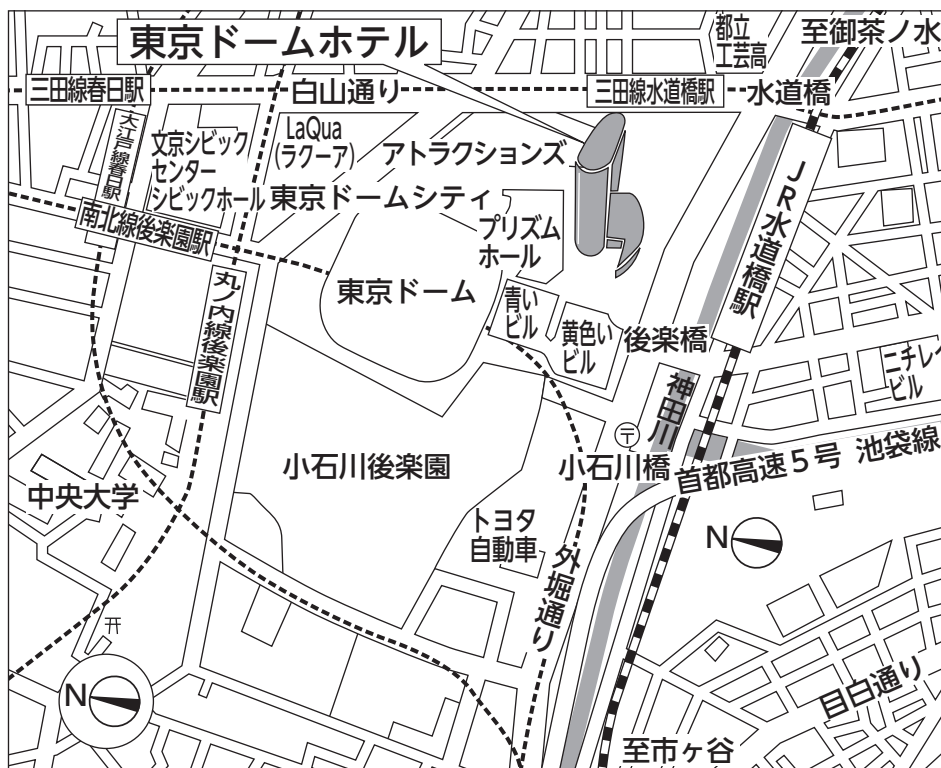 東京ドームホテル
都立
工芸高
至御茶ノ水
三田線春日駅
白山通り
三田線水道橋駅
水道橋
大江戸線春日駅
文京シビック
センター
シビックホール
LaQua
(ラクーア)
アトラクションズ
東京ドームシティ
JR水道橋駅
南北線後楽園駅
プリズム
ホール
丸ノ内線後楽園駅
東京ドーム
青い
ビル
黄色い
ビル
後楽橋
ニチレイ
ビル
神田川
〒
小石川後楽園
小石川橋
首都高速5号 池袋線
中央大学
トヨタ
自動車
外堀通り
N
N
目白通り
至市ヶ谷